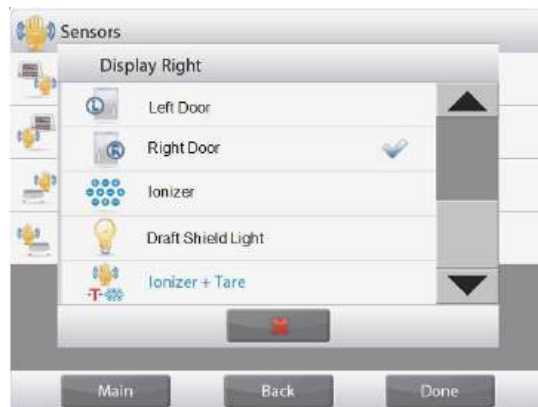 Sensors
Display Right
L
Left Door
R
Right Door
Ionizer
Draft Shield Light
-T-
Ionizer + Tare
Main
Back
Done